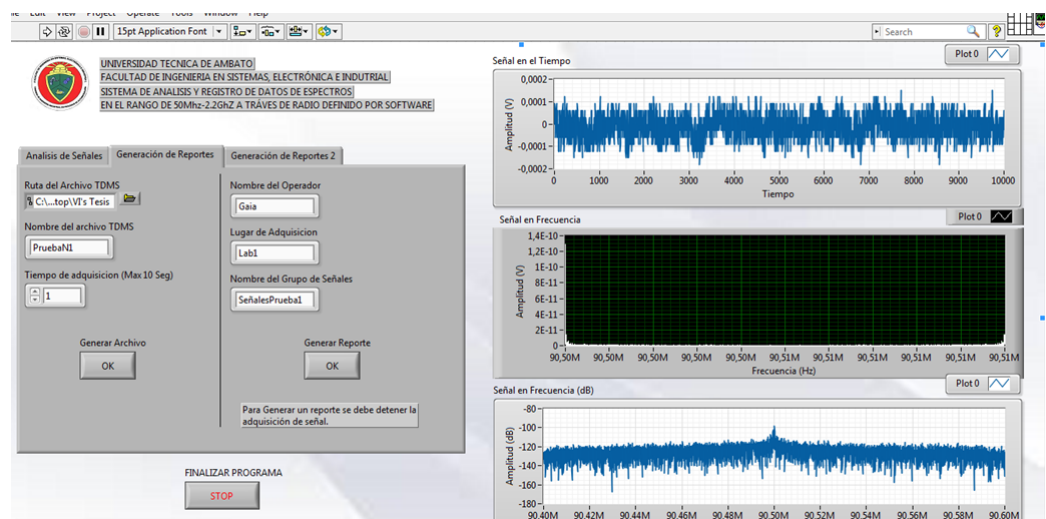 File Edit View Project Operate Tools Window Help
15pt Application Font
Search
UNIVERSIDAD TECNICA DE AMBATO
FACULTAD DE INGENIERIA EN SISTEMAS, ELECTRÓNICA E INDUTRIAL
SISTEMA DE ANALISIS Y REGISTRO DE DATOS DE ESPECTROS
EN EL RANGO DE 50Mhz-2.2GhZ A TRÁVES DE RADIO DEFINIDO POR SOFTWARE
Analisis de Señales
Generación de Reportes
Generación de Reportes 2
Ruta del Archivo TDMS
C:\...top\VI's Tesis
Nombre del archivo TDMS
PruebaN1
Tiempo de adquisicion (Max 10 Seg)
1
Generar Archivo
OK
Nombre del Operador
Gaia
Lugar de Adquisicion
Lab1
Nombre del Grupo de Señales
SeñalesPrueba1
Generar Reporte
OK
Para Generar un reporte se debe detener la
adquisición de señal.
FINALIZAR PROGRAMA
STOP
Señal en el Tiempo
Plot 0
Amplitud (V)
0,0002
0,0001
0
-0,0001
-0,0002
0 1000 2000 3000 4000 5000 6000 7000 8000 9000 10000
Tiempo
Señal en Frecuencia
Plot 0
Amplitud (V)
1,4E-10
1,2E-10
1E-10
8E-11
6E-11
4E-11
2E-11
0
90,50M 90,50M 90,50M 90,50M 90,50M 90,51M 90,51M 90,51M 90,51M 90,51M 90,51M
Frecuencia (Hz)
Señal en Frecuencia (dB)
Plot 0
Amplitud (dB)
-80
-100
-120
-140
-160
-180
90,40M 90,42M 90,44M 90,46M 90,48M 90,50M 90,52M 90,54M 90,56M 90,58M 90,60M